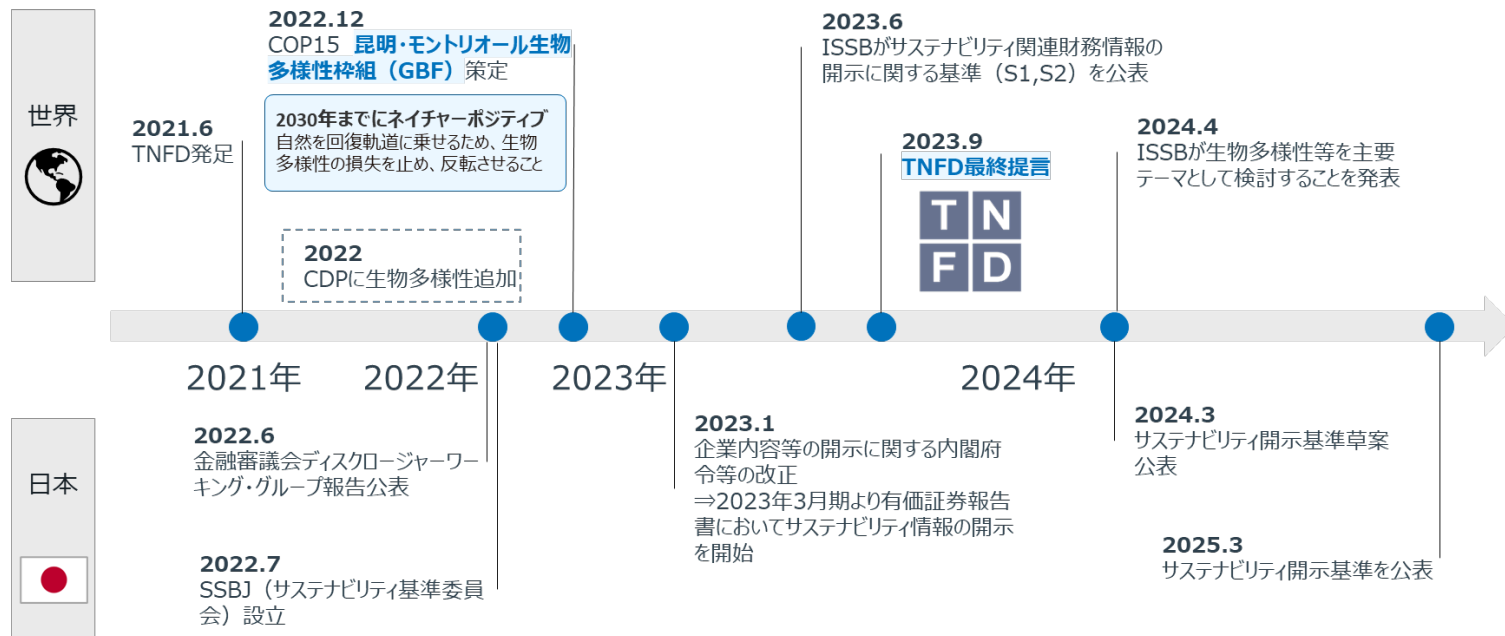 世界
2021.6
TNFD発足
2022.12
COP15 昆明・モントリオール生物
多様性枠組（GBF）策定
2030年までにネイチャーポジティブ
自然を回復軌道に乗せるため、生物
多様性の損失を止め、反転させること
2022
CDPに生物多様性追加
2023.6
ISSBがサステナビリティ関連財務情報の
開示に関する基準（S1,S2）を公表
2023.9
TNFD最終提言
T N
F D
2024.4
ISSBが生物多様性等を主要
テーマとして検討することを発表
2021年
2022年
2023年
2024年
日本
2022.6
金融審議会ディスクロージャーワー
キング・グループ報告公表
2022.7
SSBJ（サステナビリティ基準委員
会）設立
2023.1
企業内容等の開示に関する内閣府
令等の改正
⇒2023年3月期より有価証券報告
書においてサステナビリティ情報の開示
を開始
2024.3
サステナビリティ開示基準草案
公表
2025.3
サステナビリティ開示基準を公表